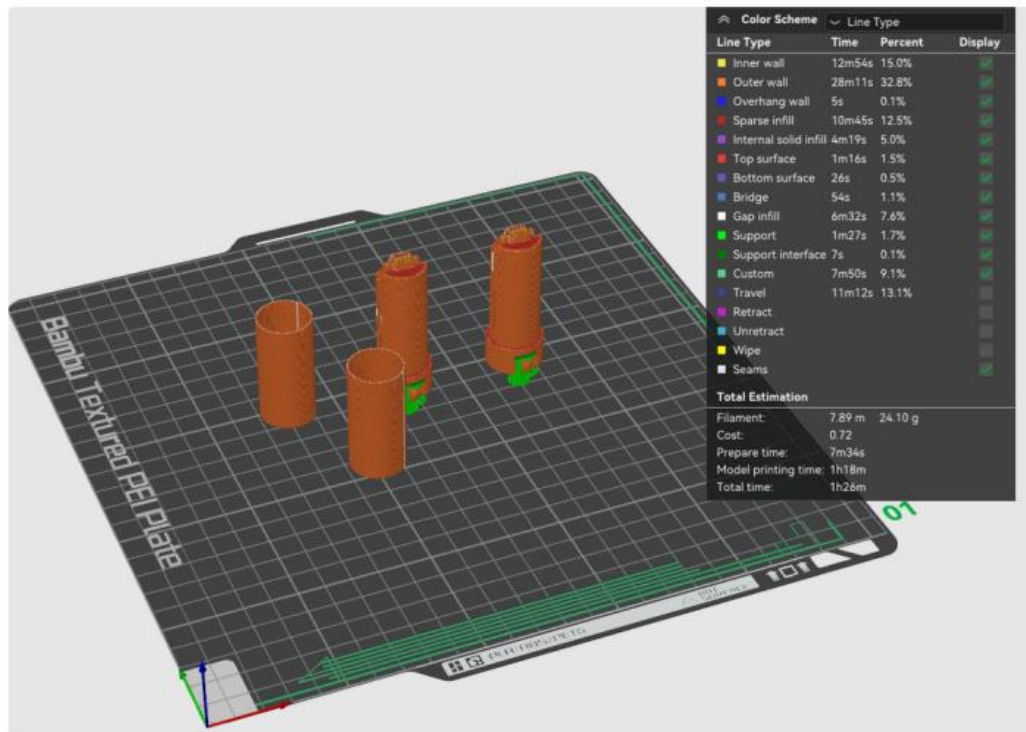 Color Scheme Line Type
Line Type Time Percent Display
Inner wall 12m54s 15.0%
Outer wall 28m11s 32.8%
Overhang wall 5s 0.1%
Sparse infill 10m45s 12.5%
Internal solid infill 4m19s 5.0%
Top surface 1m16s 1.5%
Bottom surface 26s 0.5%
Bridge 54s 1.1%
Gap infill 6m32s 7.6%
Support 1m27s 1.7%
Support interface 7s 0.1%
Custom 7m50s 9.1%
Travel 11m12s 13.1%
Retract
Unretract
Wipe
Seams
Total Estimation
Filament: 7.89 m 24.10 g
Cost: 0.72
Prepare time: 7m34s
Model printing time: 1h18m
Total time: 1h26m
Bambu Textured PEI Plate
01
PLA/ABS/PETG